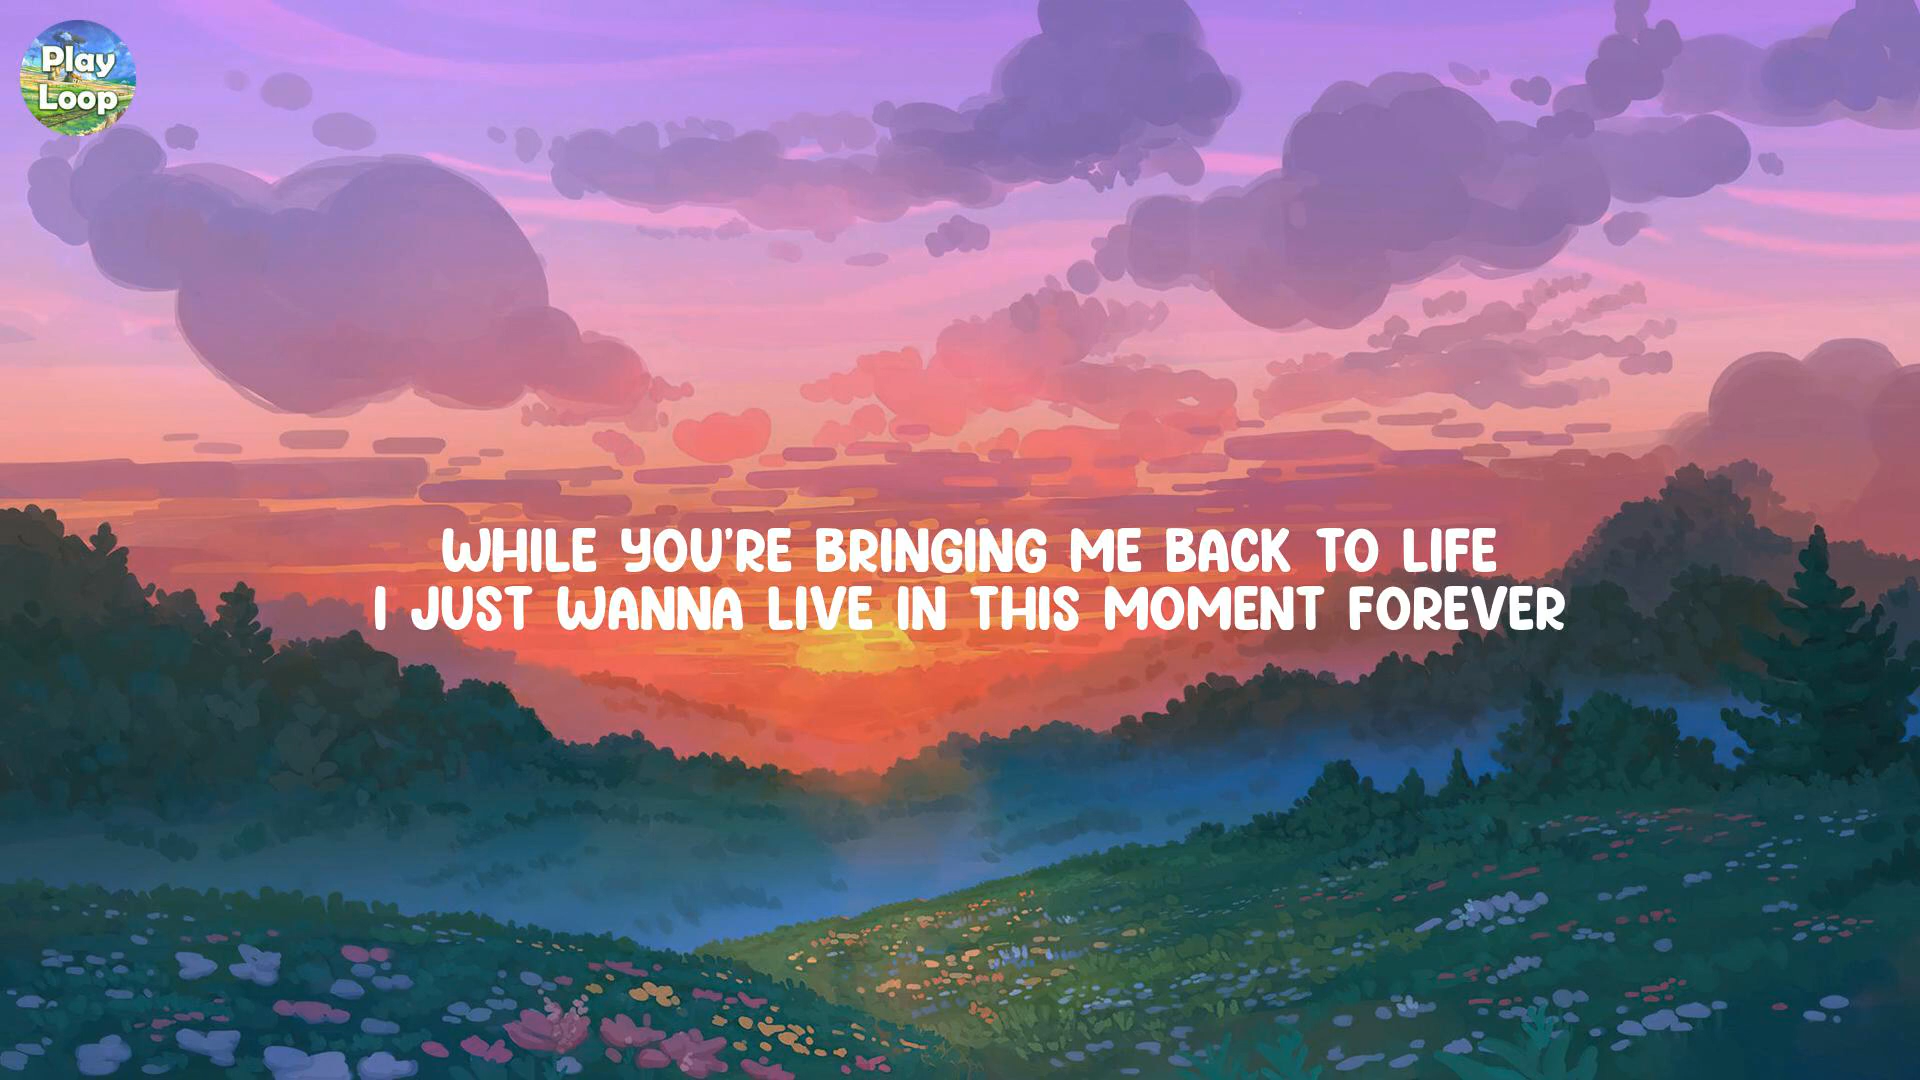 Play
Loop
WHILE YOU'RE BRINGING ME BACK TO LIFE
I JUST WANNA LIVE IN THIS MOMENT FOREVER